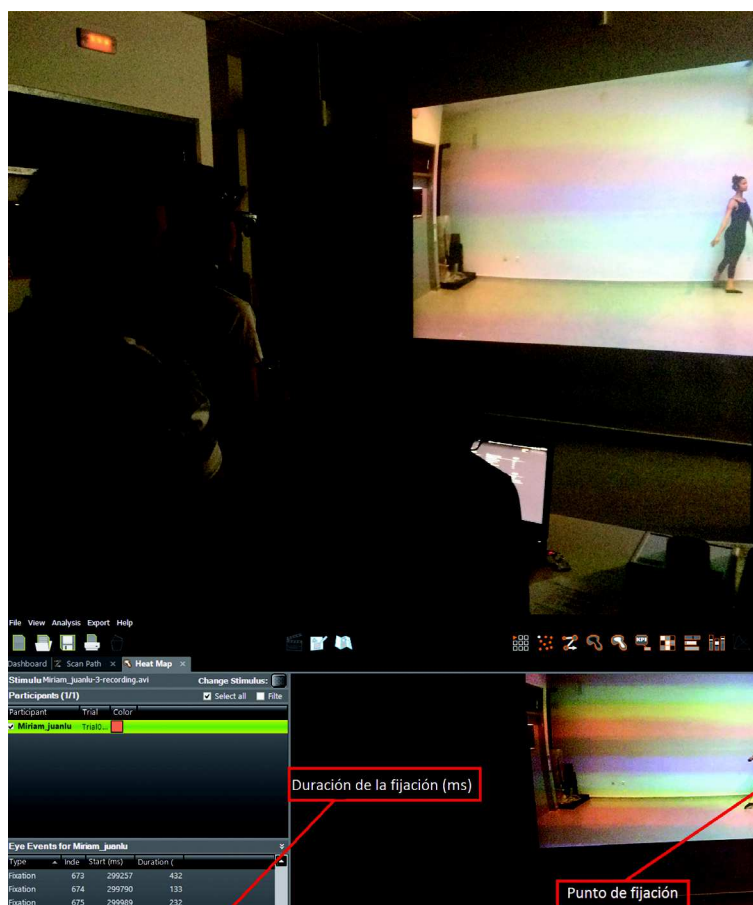 File View Analysis Export Help
KPI
Dashboard Scan Path × Heat Map ×
Stimulu Miriam_juanlu-3-recording.avi Change Stimulus:
Participants (1/1) Select all Filte
Participant Trial Color
Miriam_juanlu Trial0...
Duración de la fijación (ms)
Eye Events for Miriam_juanlu
Type Inde Start (ms) Duration (
Fixation 673 299257 432
Fixation 674 299790 133
Fixation 675 299989 232
Punto de fijación